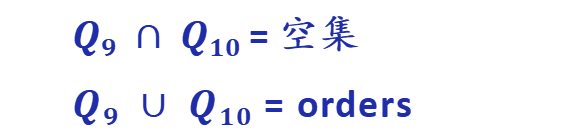 Q₉ ∩ Q₁₀ = 空集
Q₉ ∪ Q₁₀ = orders